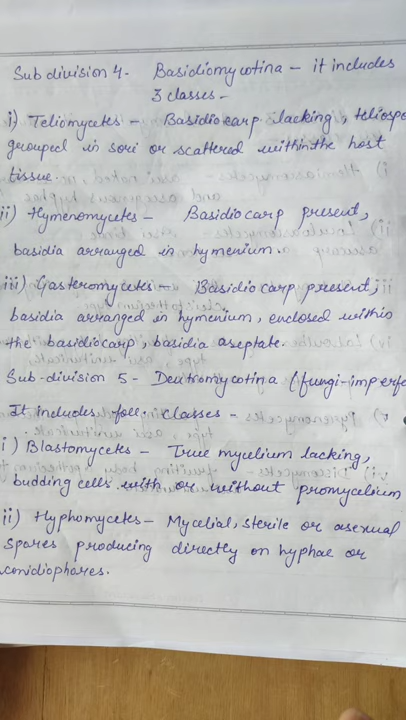 Sub division 4. Basidiomycotina - it includes
3 classes -
i) Teliomycetes - Basidiocarp lacking, teliospo
grouped in sori or scattered within the host
tissue.
ii) Hymenomycetes - Basidiocarp present,
basidia arranged in hymenium.
iii) Gasteromycetes - Basidiocarp present,
basidia arranged in hymenium, enclosed within
the basidiocarp, basidia aseptate.
Sub-division 5 - Deutromycotina (fungi-imperfe
It includes foll. classes -
i) Blastomycetes - True mycelium lacking,
budding cells with or without promycelium
ii) Hyphomycetes - Mycelial, sterile or asexual
spores producing directly on hyphae or
conidiophores.